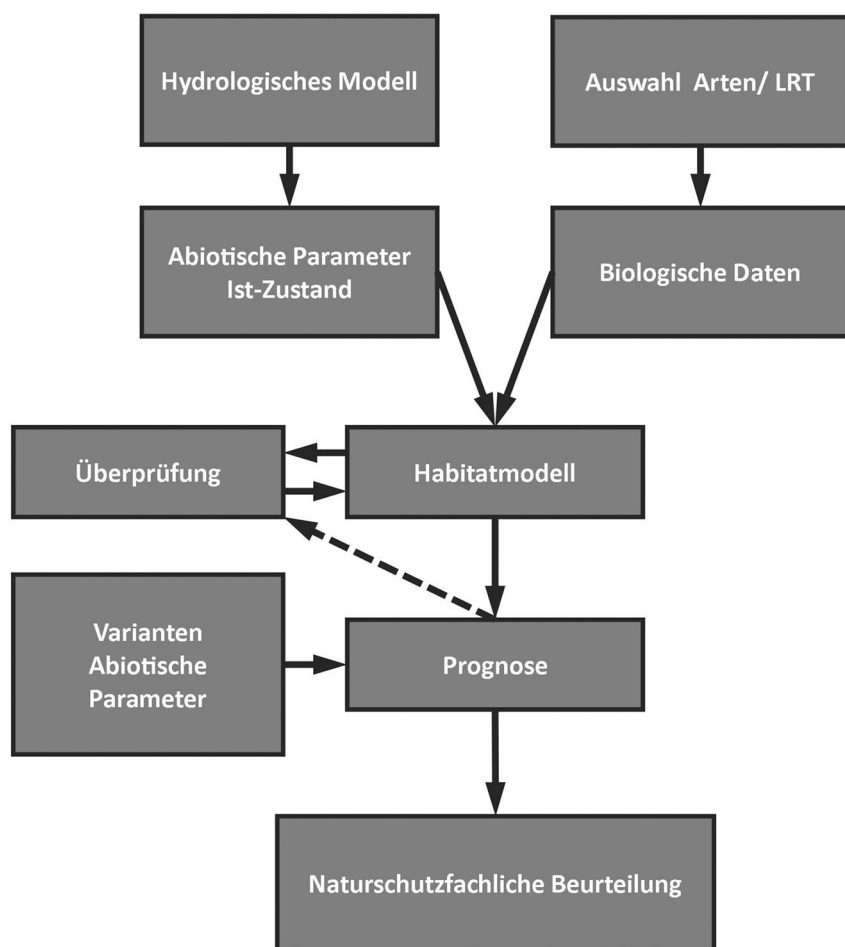 Hydrologisches Modell
Auswahl Arten/ LRT
Abiotische Parameter
Ist-Zustand
Biologische Daten
Überprüfung
Habitatmodell
Varianten
Abiotische
Parameter
Prognose
Naturschutzfachliche Beurteilung